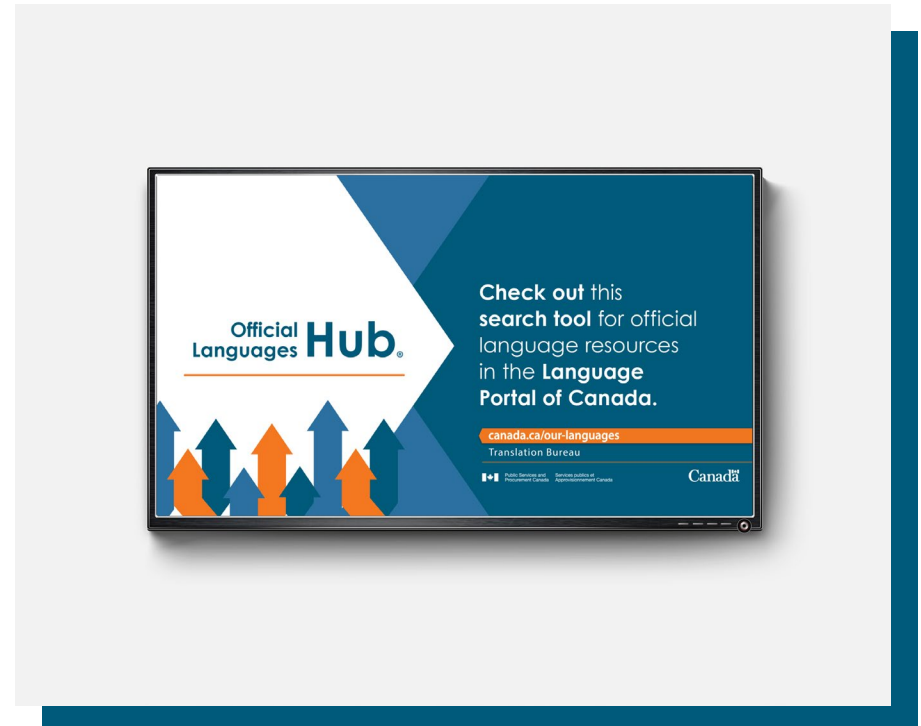 Official
Languages Hub®
Check out this
search tool for official
language resources
in the Language
Portal of Canada.
canada.ca/our-languages
Translation Bureau
Public Services and
Procurement Canada
Services publics et
Approvisionnement Canada
Canada